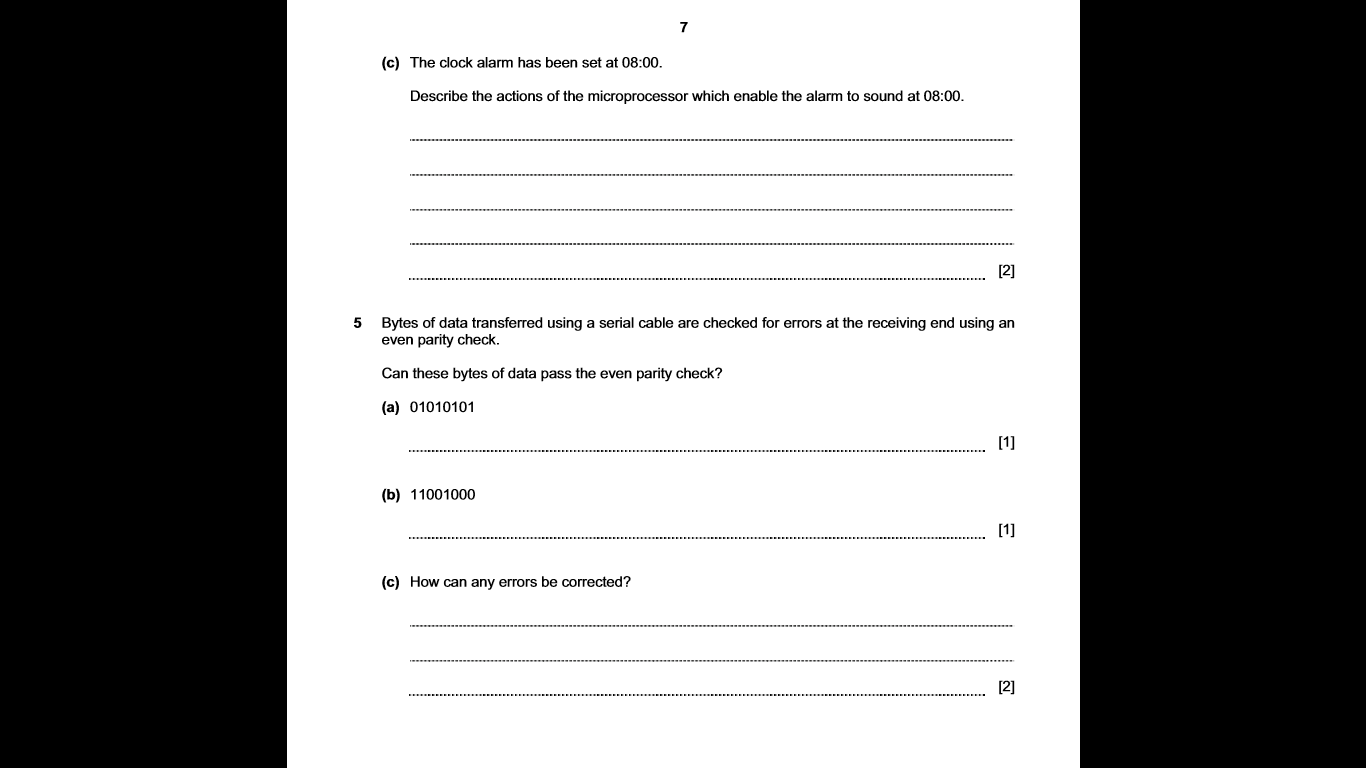 7
(c) The clock alarm has been set at 08:00.
Describe the actions of the microprocessor which enable the alarm to sound at 08:00.
[2]
5 Bytes of data transferred using a serial cable are checked for errors at the receiving end using an
even parity check.
Can these bytes of data pass the even parity check?
(a) 01010101
[1]
(b) 11001000
[1]
(c) How can any errors be corrected?
[2]